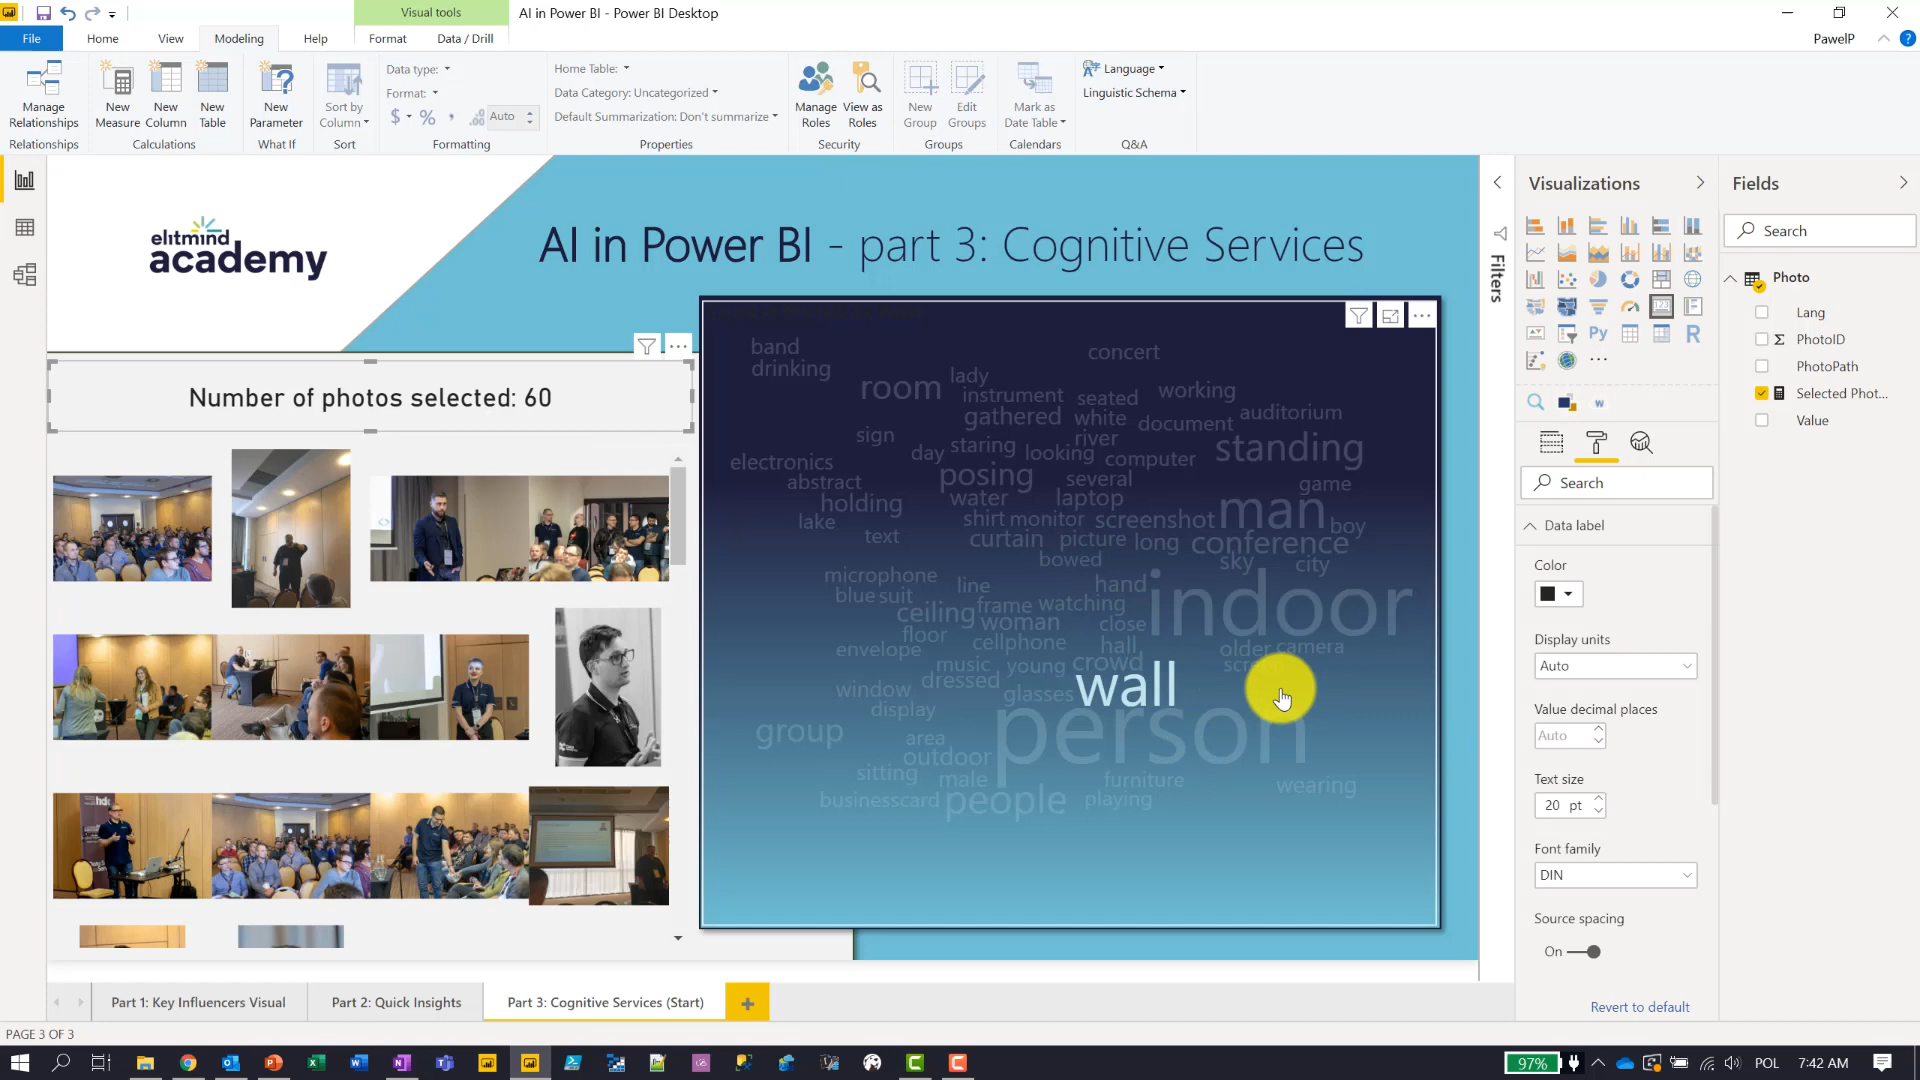 Visual tools
AI in Power BI - Power BI Desktop
File
Home
View
Modeling
Help
Format
Data / Drill
PawelP
Manage Relationships
New Measure
New Column
New Table
New Parameter
Sort by Column
Data type:
Format:
$ % , Auto
Home Table:
Data Category: Uncategorized
Default Summarization: Don't summarize
Manage Roles
View as Roles
New Group
Edit Groups
Mark as Date Table
Language
Linguistic Schema
Relationships
Calculations
What If
Sort
Formatting
Properties
Security
Groups
Calendars
Q&A
elitmind
academy
AI in Power BI - part 3: Cognitive Services
Number of photos selected: 60
band
concert
drinking
lady
room
instrument
seated
working
gathered
white
document
auditorium
sign
day
staring
river
looking
computer
standing
electronics
abstract
posing
several
game
holding
water
laptop
lake
shirt
monitor
screenshot
man
boy
text
curtain
picture
long
conference
bowed
sky
city
microphone
line
hand
indoor
blue
suit
ceiling
frame
watching
floor
woman
close
envelope
cellphone
hall
older
camera
music
young
crowd
window
dressed
glasses
wall
display
person
group
area
outdoor
sitting
male
furniture
wearing
businesscard
people
playing
Filters
Visualizations
Search
Data label
Color
Display units
Auto
Value decimal places
Auto
Text size
20 pt
Font family
DIN
Source spacing
On
Revert to default
Fields
Search
Photo
Lang
PhotoID
PhotoPath
Selected Phot...
Value
Part 1: Key Influencers Visual
Part 2: Quick Insights
Part 3: Cognitive Services (Start)
PAGE 3 OF 3
97%
POL
7:42 AM